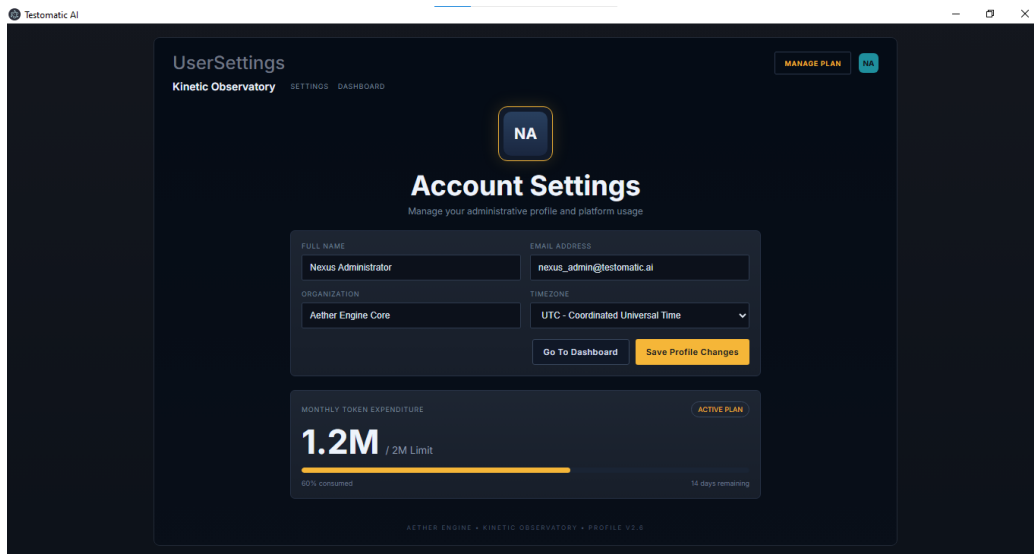 Testomatic AI
UserSettings
MANAGE PLAN NA
Kinetic Observatory SETTINGS DASHBOARD
NA
Account Settings
Manage your administrative profile and platform usage
FULL NAME EMAIL ADDRESS
Nexus Administrator nexus_admin@testomatic.ai
ORGANIZATION TIMEZONE
Aether Engine Core UTC - Coordinated Universal Time
Go To Dashboard Save Profile Changes
MONTHLY TOKEN EXPENDITURE ACTIVE PLAN
1.2M / 2M Limit
60% consumed 14 days remaining
AETHER ENGINE • KINETIC OBSERVATORY • PROFILE V2.6